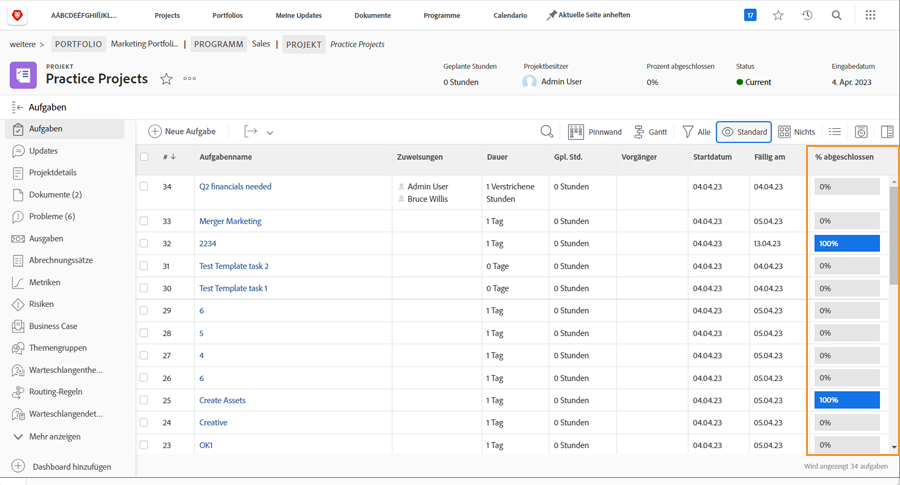 AÄBCDEÉFGHIÍÌJKL... Projects Portfolios Meine Updates Dokumente Programme Calendario Aktuelle Seite anheften 17
weitere > PORTFOLIO Marketing Portfoli... | PROGRAMM Sales | PROJEKT Practice Projects
PROJEKT
Practice Projects
Geplante Stunden Projektbesitzer Prozent abgeschlossen Status Eingabedatum
0 Stunden Admin User 0% Current 4. Apr. 2023
Aufgaben
Aufgaben
Updates
Projektdetails
Dokumente (2)
Probleme (6)
Ausgaben
Abrechnungssätze
Metriken
Risiken
Business Case
Themengruppen
Warteschlangenthe...
Routing-Regeln
Warteschlangendet...
Mehr anzeigen
Dashboard hinzufügen
Neue Aufgabe Pinnwand Gantt Alle Standard Nichts
# Aufgabenname Zuweisungen Dauer Gpl. Std. Vorgänger Startdatum Fällig am % abgeschlossen
34 Q2 financials needed Admin User 1 Verstrichene 0 Stunden 04.04.23 04.04.23 0%
Bruce Willis Stunden
33 Merger Marketing 1 Tag 0 Stunden 04.04.23 05.04.23 0%
32 2234 1 Tag 0 Stunden 04.04.23 13.04.23 100%
31 Test Template task 2 0 Tage 0 Stunden 04.04.23 04.04.23 0%
30 Test Template task 1 0 Tage 0 Stunden 04.04.23 04.04.23 0%
29 6 1 Tag 0 Stunden 04.04.23 05.04.23 0%
28 5 1 Tag 0 Stunden 04.04.23 05.04.23 0%
27 4 1 Tag 0 Stunden 04.04.23 05.04.23 0%
26 6 1 Tag 0 Stunden 04.04.23 05.04.23 0%
25 Create Assets 1 Tag 0 Stunden 04.04.23 05.04.23 100%
24 Creative 1 Tag 0 Stunden 04.04.23 05.04.23 0%
23 OK1 1 Tag 0 Stunden 04.04.23 05.04.23 0%
Wird angezeigt 34 aufgaben